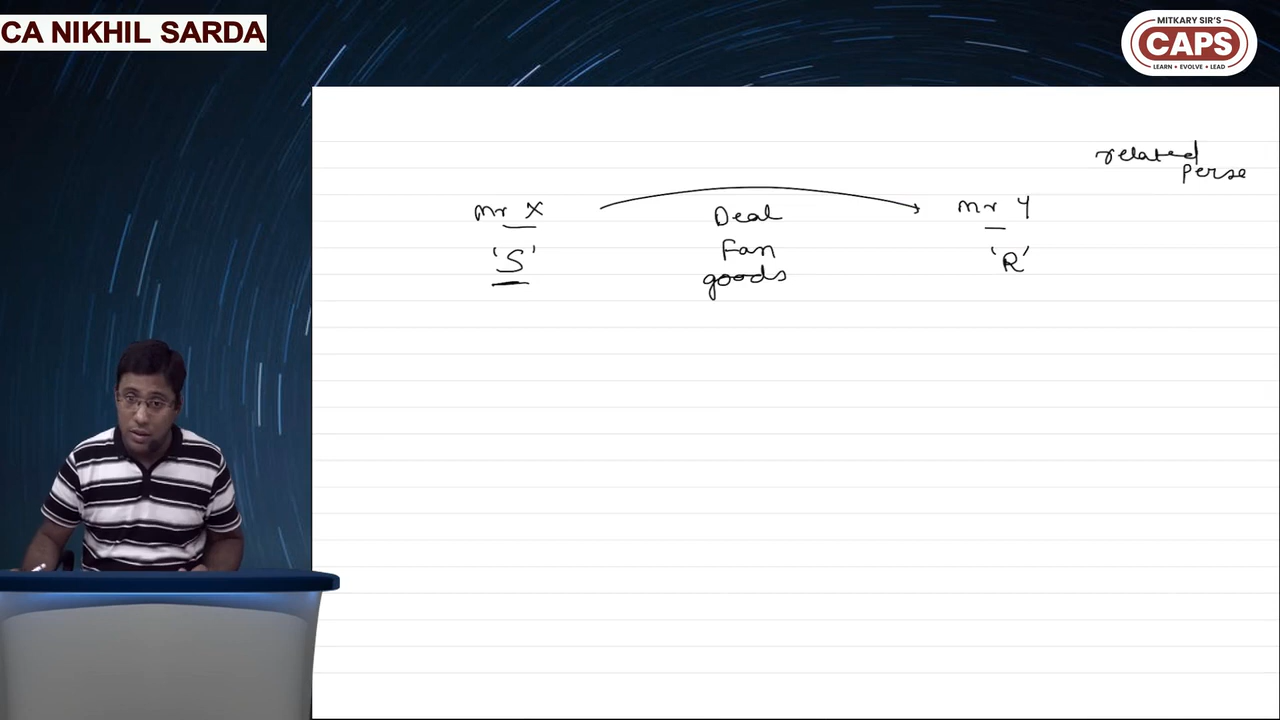 CA NIKHIL SARDA
MITKARY SIR'S
CAPS
LEARN • EVOLVE • LEAD
related
Perse
Mr X
Deal
Mr Y
'S'
Fan
'R'
goods